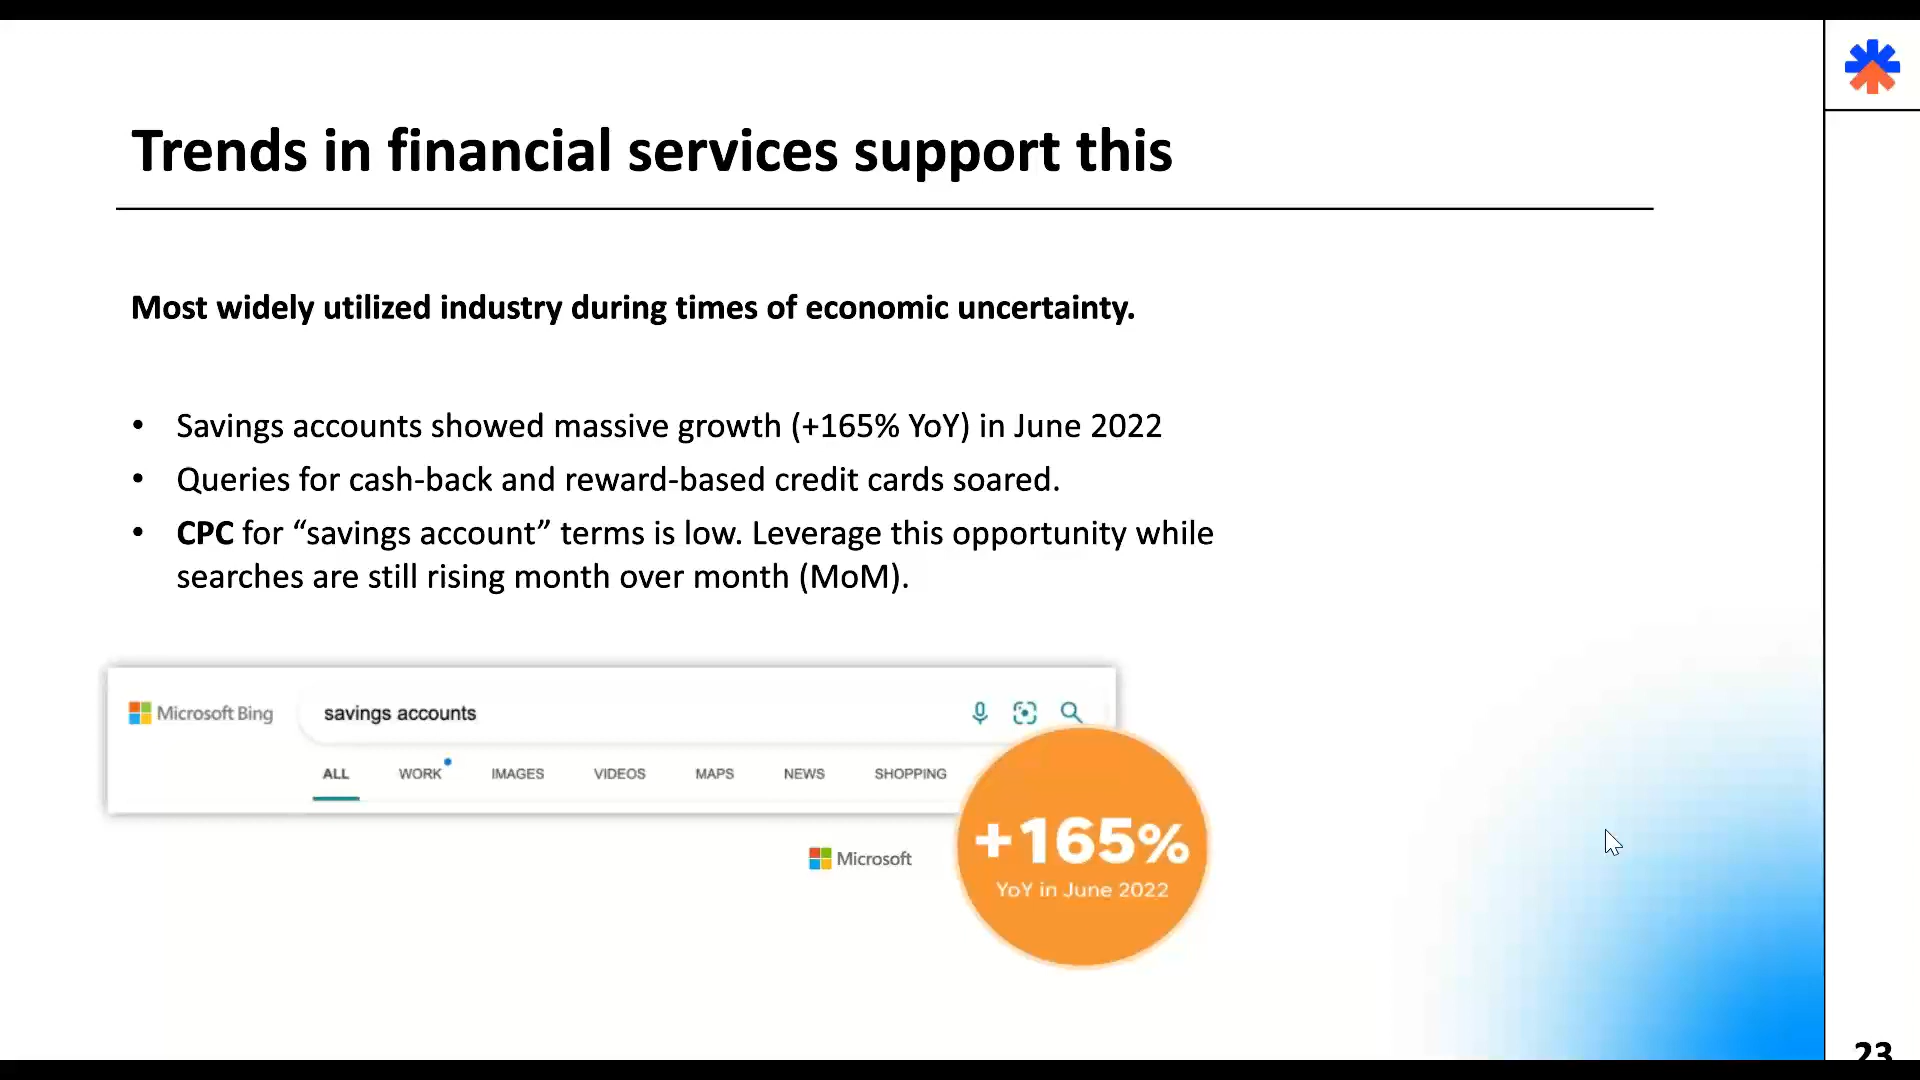 Trends in financial services support this
Most widely utilized industry during times of economic uncertainty.
• Savings accounts showed massive growth (+165% YoY) in June 2022
• Queries for cash-back and reward-based credit cards soared.
• CPC for “savings account” terms is low. Leverage this opportunity while
searches are still rising month over month (MoM).
Microsoft Bing savings accounts
ALL WORK IMAGES VIDEOS MAPS NEWS SHOPPING
+165%
YoY in June 2022
Microsoft
23